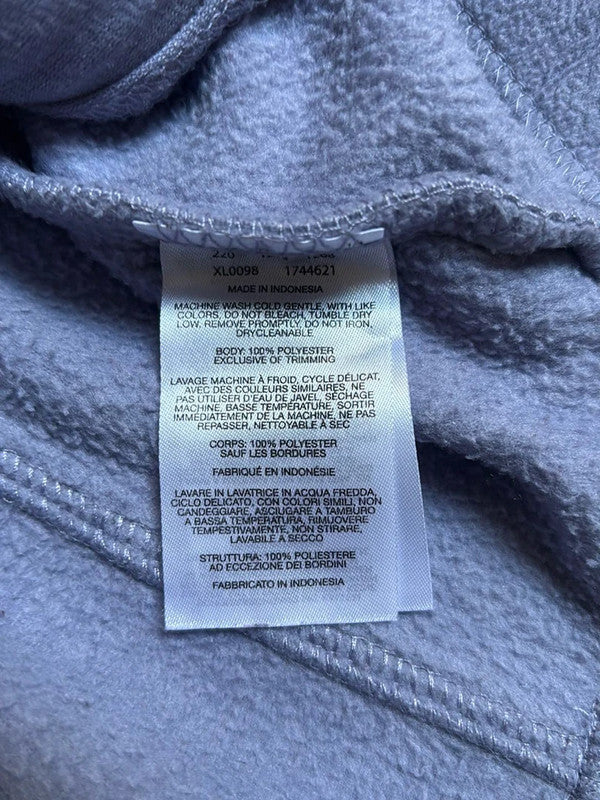 XL0098 1744621
MADE IN INDONESIA
MACHINE WASH COLD GENTLE, WITH LIKE
COLORS, DO NOT BLEACH, TUMBLE DRY
LOW, REMOVE PROMPTLY, DO NOT IRON,
DRYCLEANABLE
BODY: 100% POLYESTER
EXCLUSIVE OF TRIMMING
LAVAGE MACHINE À FROID, CYCLE DÉLICAT,
AVEC DES COULEURS SIMILAIRES, NE
PAS UTILISER D'EAU DE JAVEL, SÉCHAGE
MACHINE, BASSE TEMPÉRATURE, SORTIR
IMMÉDIATEMENT DE LA MACHINE, NE PAS
REPASSER, NETTOYABLE À SEC
CORPS: 100% POLYESTER
SAUF LES BORDURES
FABRIQUÉ EN INDONÉSIE
LAVARE IN LAVATRICE IN ACQUA FREDDA,
CICLO DELICATO, CON COLORI SIMILI, NON
CANDEGGIARE, ASCIUGARE A TAMBURO
A BASSA TEMPERATURA, RIMUOVERE
TEMPESTIVAMENTE, NON STIRARE,
LAVABILE A SECCO
STRUTTURA: 100% POLIESTERE
AD ECCEZIONE DEI BORDINI
FABBRICATO IN INDONESIA